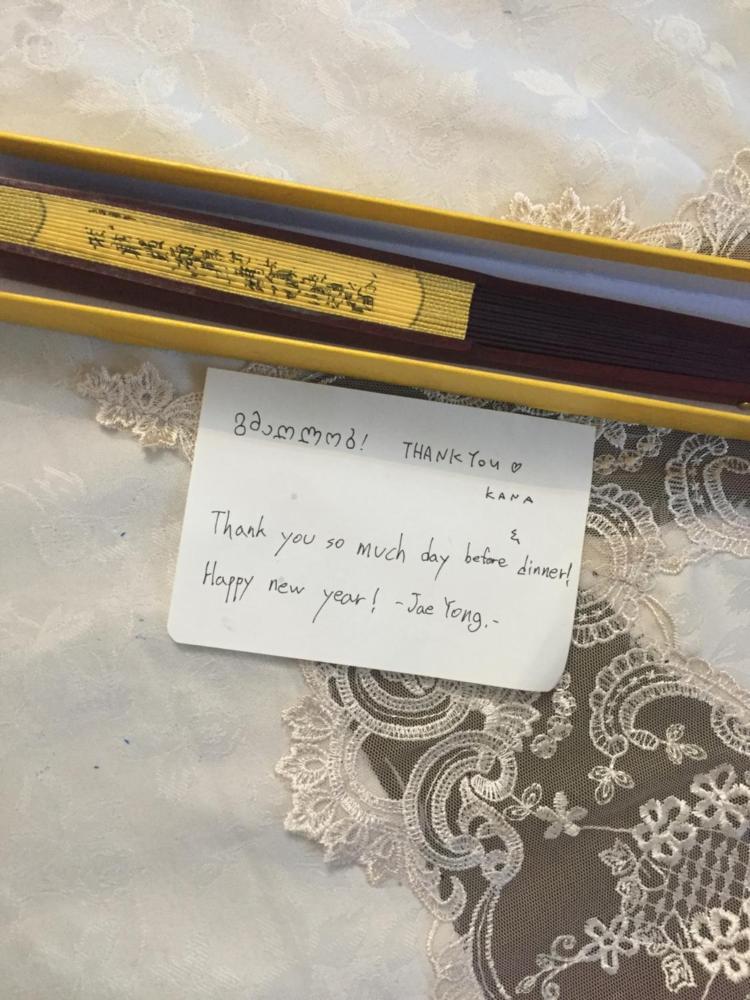 გმადლობ! THANK YOU ♡
KANA
&
Thank you so much day before dinner!
Happy new year! -Jae Yong.-